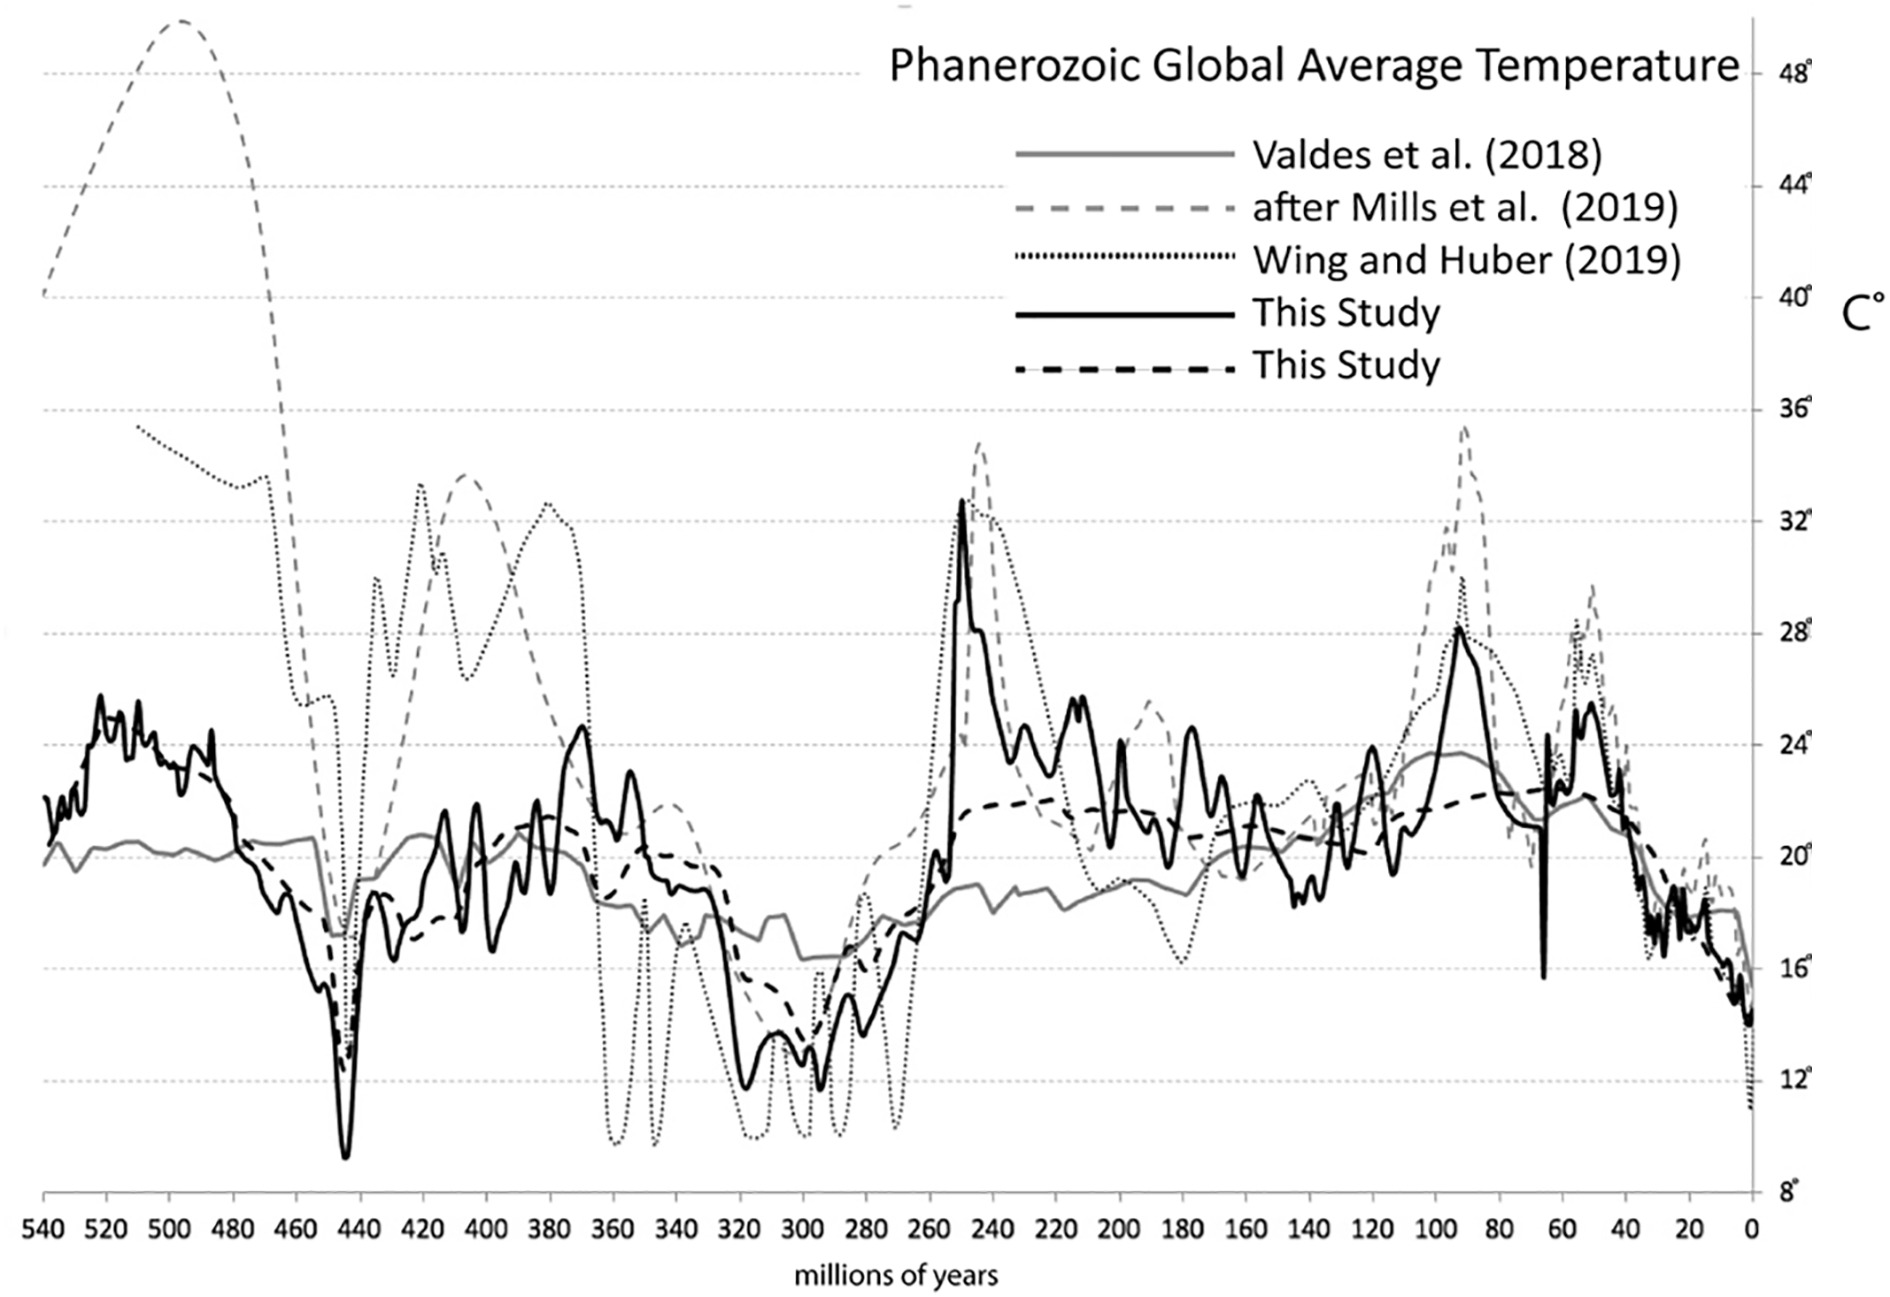 Phanerozoic Global Average Temperature
Valdes et al. (2018)
after Mills et al. (2019)
Wing and Huber (2019)
This Study
This Study
48°
44°
40°
C°
36°
32°
28°
24°
20°
16°
12°
8°
540 520 500 480 460 440 420 400 380 360 340 320 300 280 260 240 220 200 180 160 140 120 100 80 60 40 20 0
millions of years